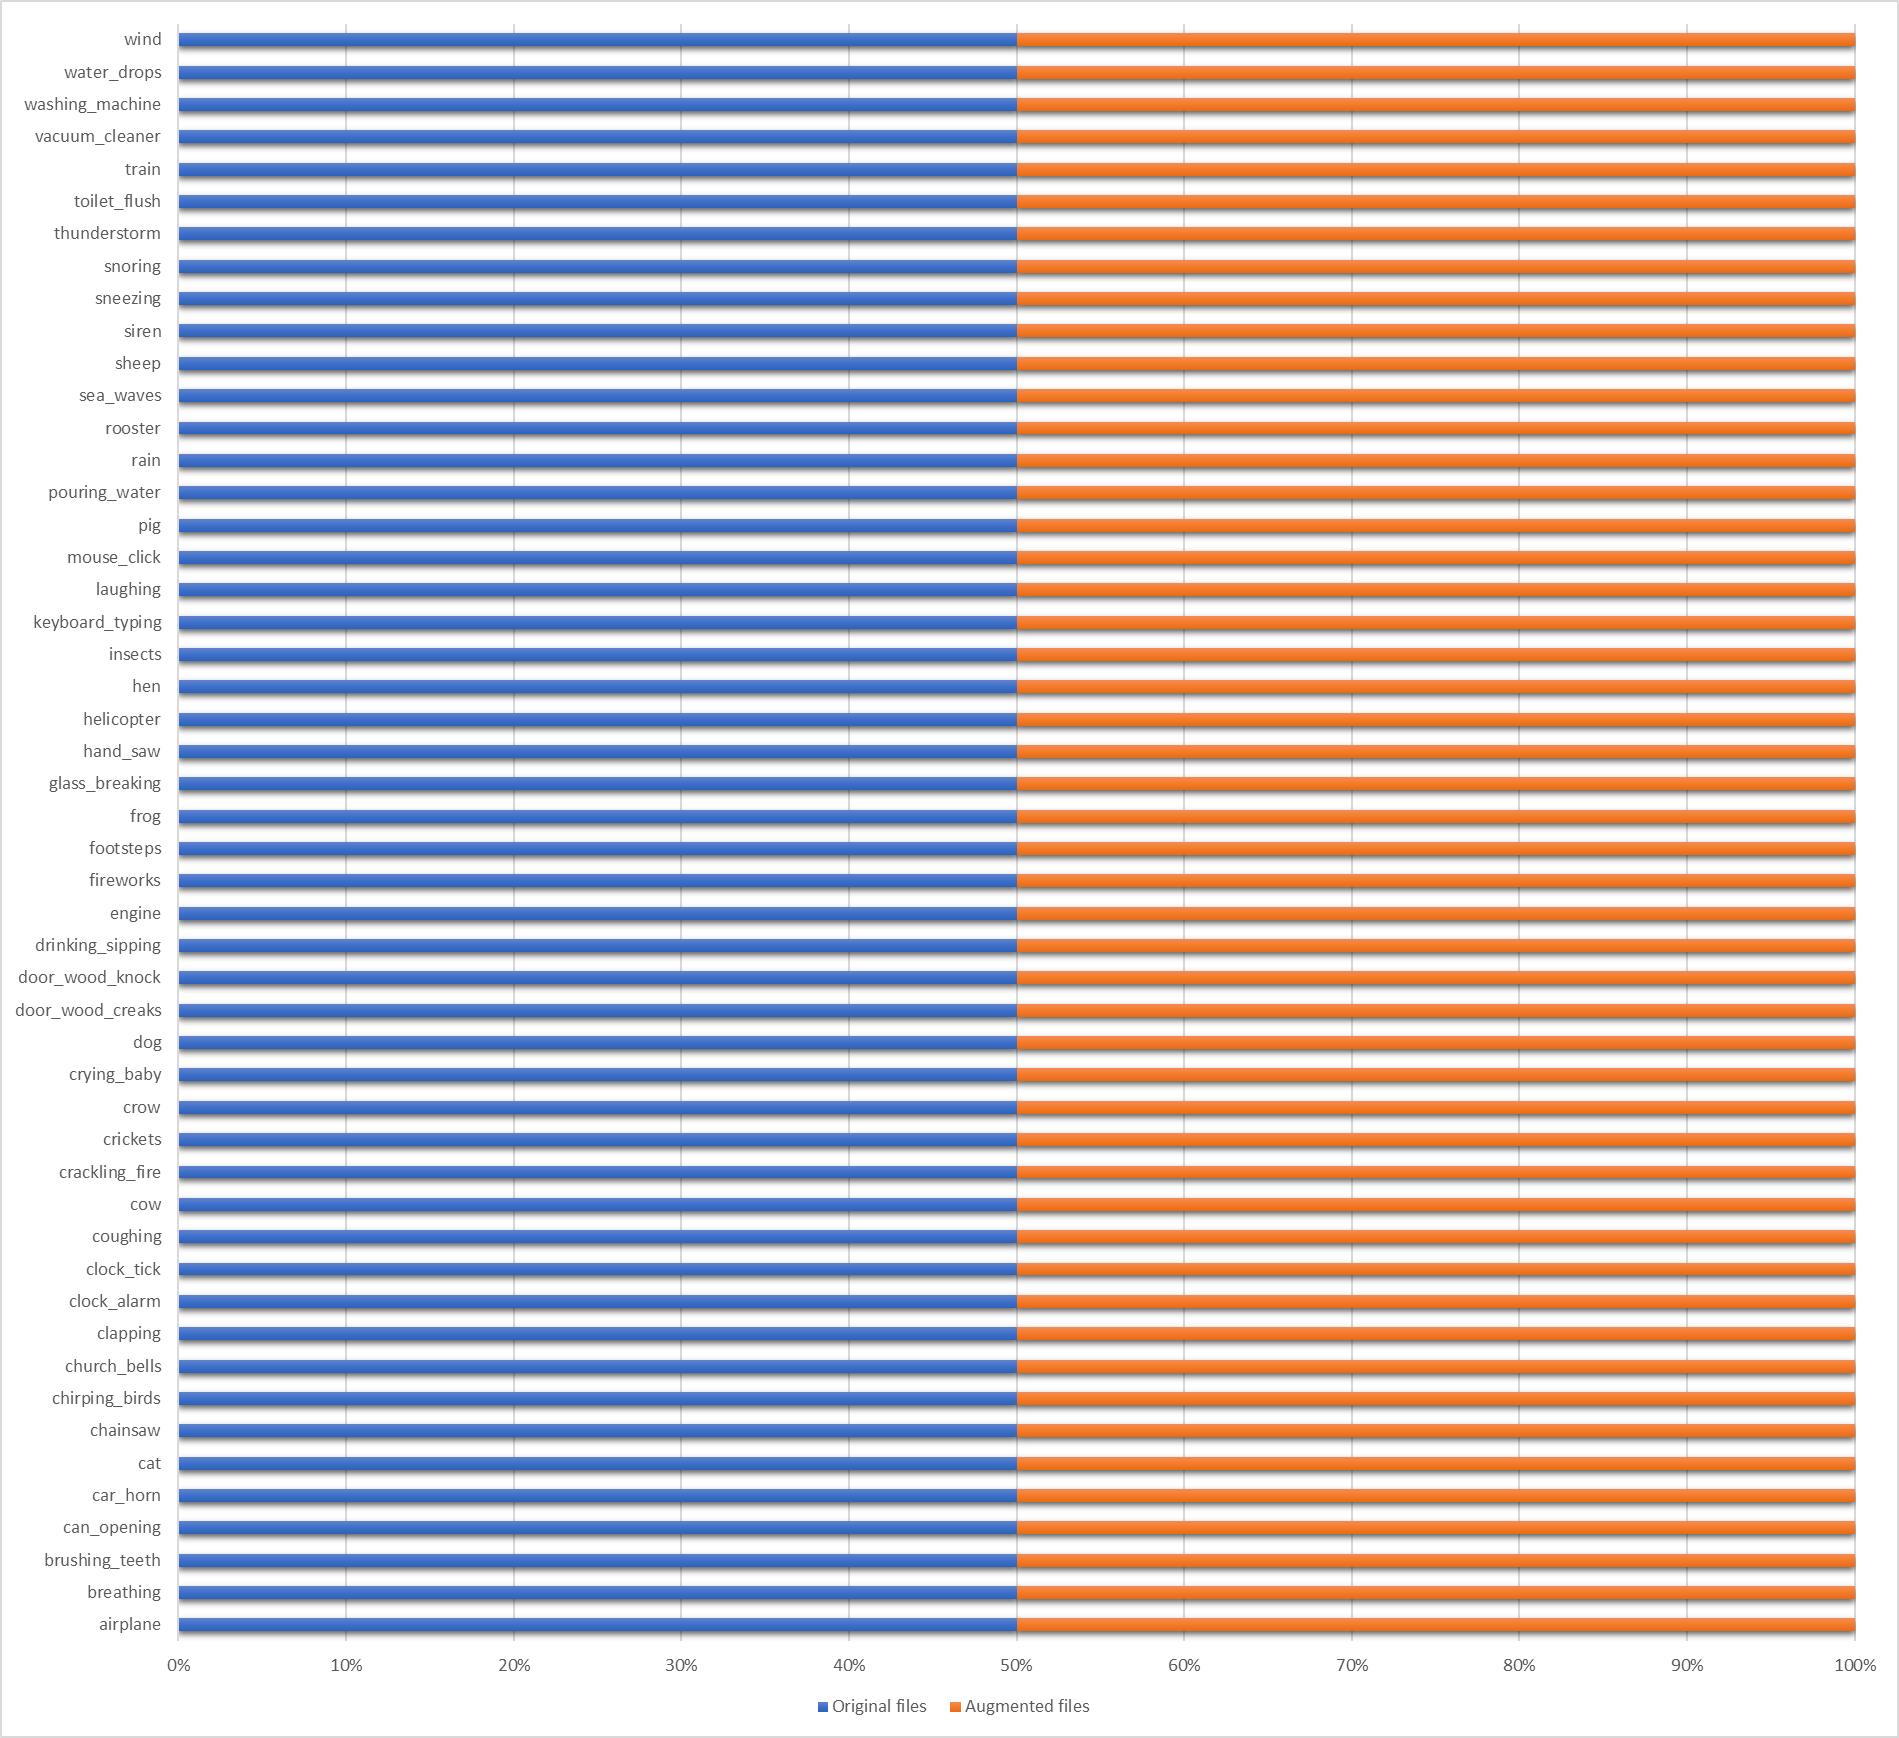 wind
water_drops
washing_machine
vacuum_cleaner
train
toilet_flush
thunderstorm
snoring
sneezing
siren
sheep
sea_waves
rooster
rain
pouring_water
pig
mouse_click
laughing
keyboard_typing
insects
hen
helicopter
hand_saw
glass_breaking
frog
footsteps
fireworks
engine
drinking_sipping
door_wood_knock
door_wood_creaks
dog
crying_baby
crow
crickets
crackling_fire
cow
coughing
clock_tick
clock_alarm
clapping
church_bells
chirping_birds
chainsaw
cat
car_horn
can_opening
brushing_teeth
breathing
airplane
0% 10% 20% 30% 40% 50% 60% 70% 80% 90% 100%
Original files Augmented files